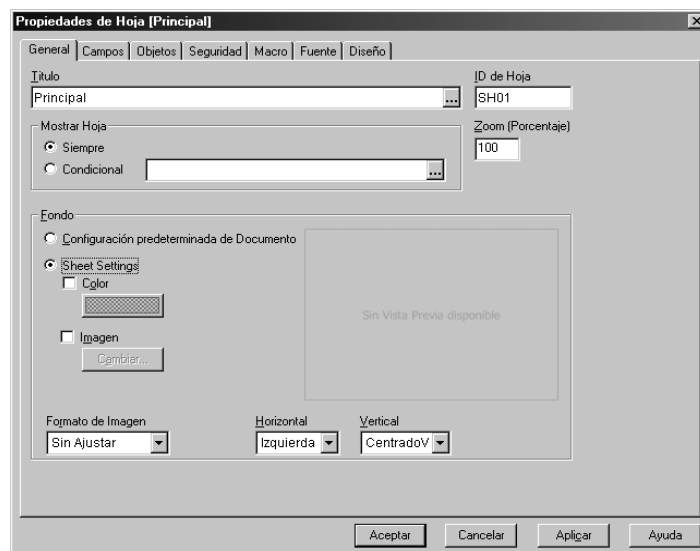 Propiedades de Hoja [Principal]
General Campos Objetos Seguridad Macro Fuente Diseño
Título ID de Hoja
Principal ... SH01
Mostrar Hoja Zoom (Porcentaje)
Siempre 100
Condicional ...
Fondo
Configuración predeterminada de Documento
Sheet Settings
Color
Sin Vista Previa disponible
Imagen
Cambiar...
Formato de Imagen Horizontal Vertical
Sin Ajustar Izquierda CentradoV
Aceptar Cancelar Aplicar Ayuda